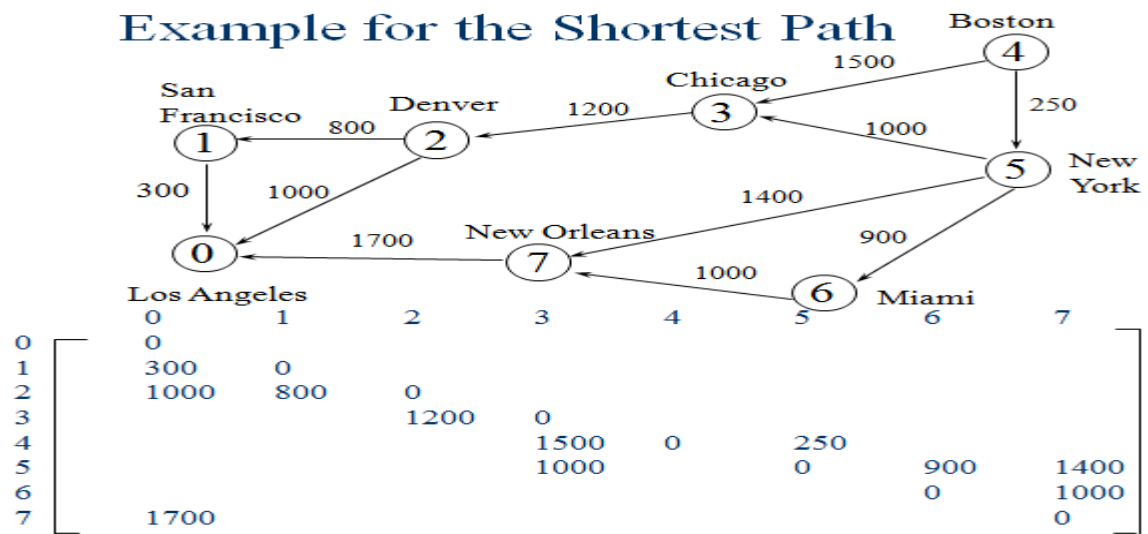 Example for the Shortest Path
Boston
4
1500
Chicago
San
Francisco
Denver
1200
3
250
800
1
2
1000
5
New
York
300
1000
1400
New Orleans
1700
900
0
7
1000
6
Miami
Los Angeles
0 1 2 3 4 5 6 7
0 0
1 300 0
2 1000 800 0
3 1200 0
4 1500 0 250
5 1000 0 900 1400
6 0 1000
7 1700 0